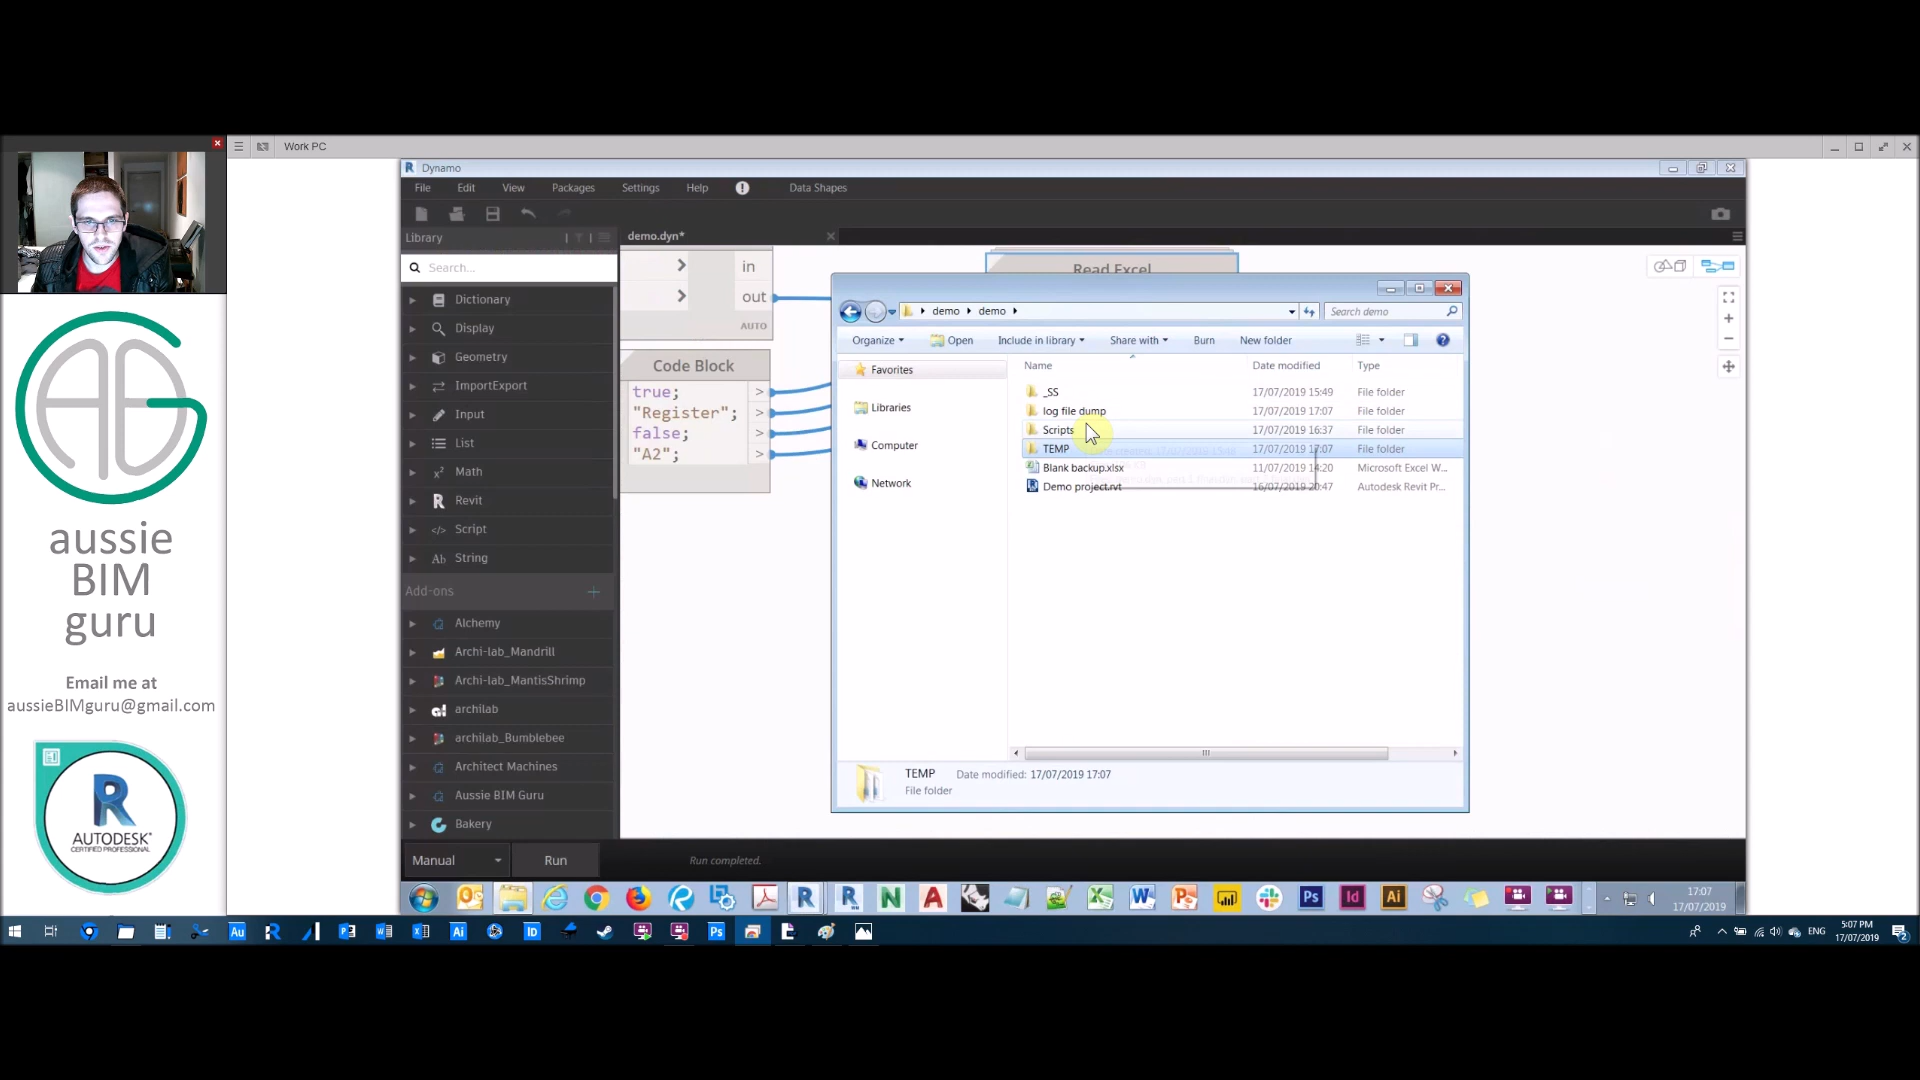 Work PC
Dynamo
File Edit View Packages Settings Help Data Shapes
Library
demo.dyn*
Search...
Dictionary
Display
Geometry
ImportExport
Input
List
Math
Revit
Script
String
Add-ons
Alchemy
Archi-lab_Mandrill
Archi-lab_MantisShrimp
archilab
archilab_Bumblebee
Architect Machines
Aussie BIM Guru
Bakery
Manual
Run
Run completed.
in
out
AUTO
Code Block
true; >
"Register"; >
false; >
"A2"; >
Read Excel
demo demo
Search demo
Organize Open Include in library Share with Burn New folder
Favorites
Libraries
Computer
Network
Name Date modified Type
_SS 17/07/2019 15:49 File folder
log file dump 17/07/2019 17:07 File folder
Scripts 17/07/2019 16:37 File folder
TEMP 17/07/2019 17:07 File folder
Blank backup.xlsx 11/07/2019 14:20 Microsoft Excel W...
Demo project.rvt 16/07/2019 20:47 Autodesk Revit Pr...
TEMP Date modified: 17/07/2019 17:07
File folder
aussie
BIM
guru
Email me at
aussieBIMguru@gmail.com
R
AUTODESK
CERTIFIED PROFESSIONAL
17:07
17/07/2019
ENG
5:07 PM
17/07/2019